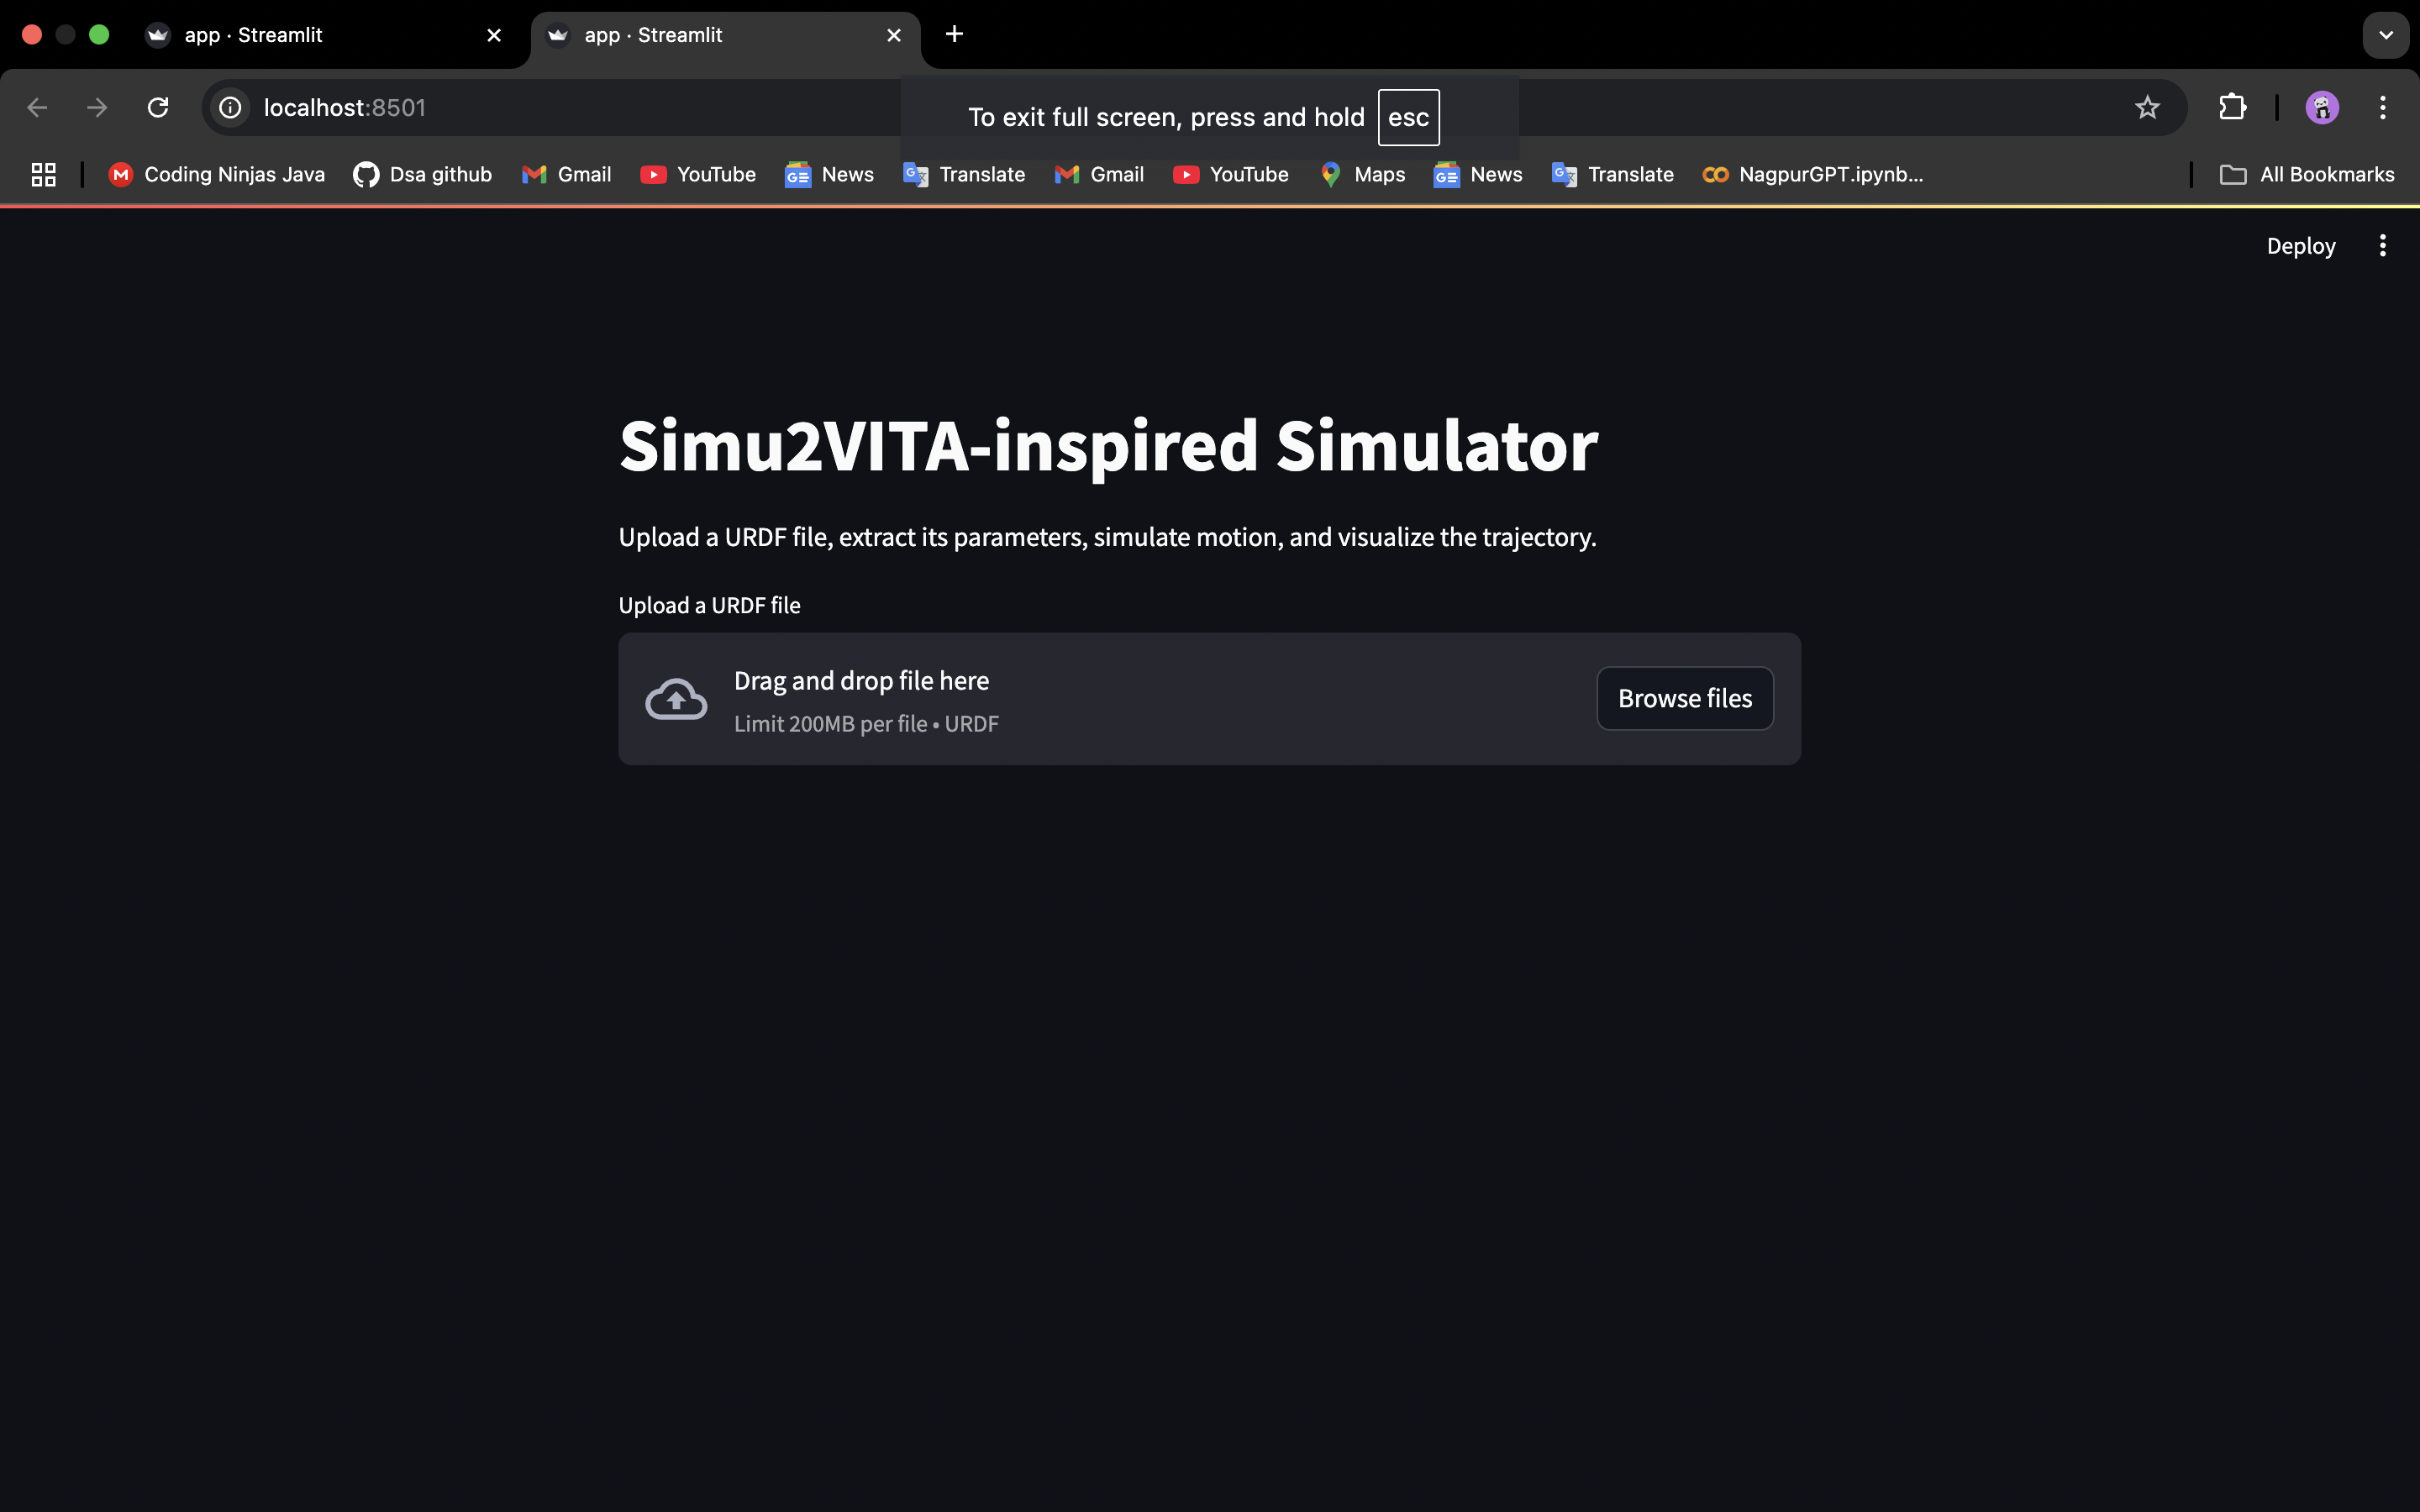 app · Streamlit
app · Streamlit
localhost:8501
To exit full screen, press and hold esc
Coding Ninjas Java
Dsa github
Gmail
YouTube
News
Translate
Gmail
YouTube
Maps
News
Translate
NagpurGPT.ipynb...
All Bookmarks
Deploy
Simu2VITA-inspired Simulator
Upload a URDF file, extract its parameters, simulate motion, and visualize the trajectory.
Upload a URDF file
Drag and drop file here
Limit 200MB per file • URDF
Browse files